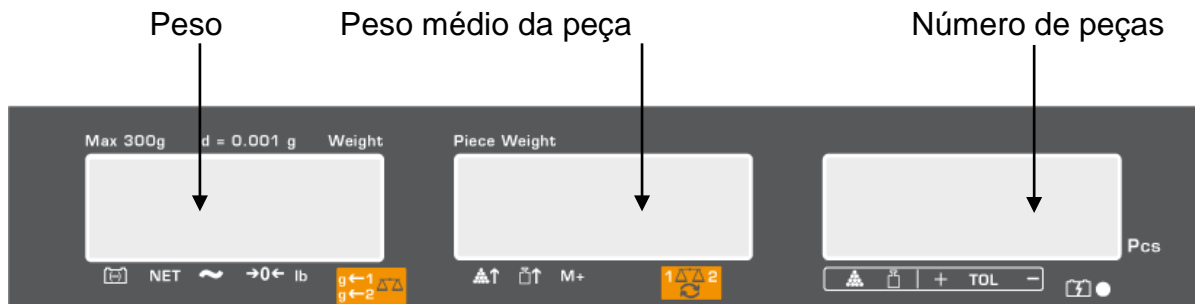 Peso Peso médio da peça Número de peças
Max 300g d = 0.001 g Weight Piece Weight
Pcs
NET →0← lb g←1 M+ 1 2 + TOL −
g←2